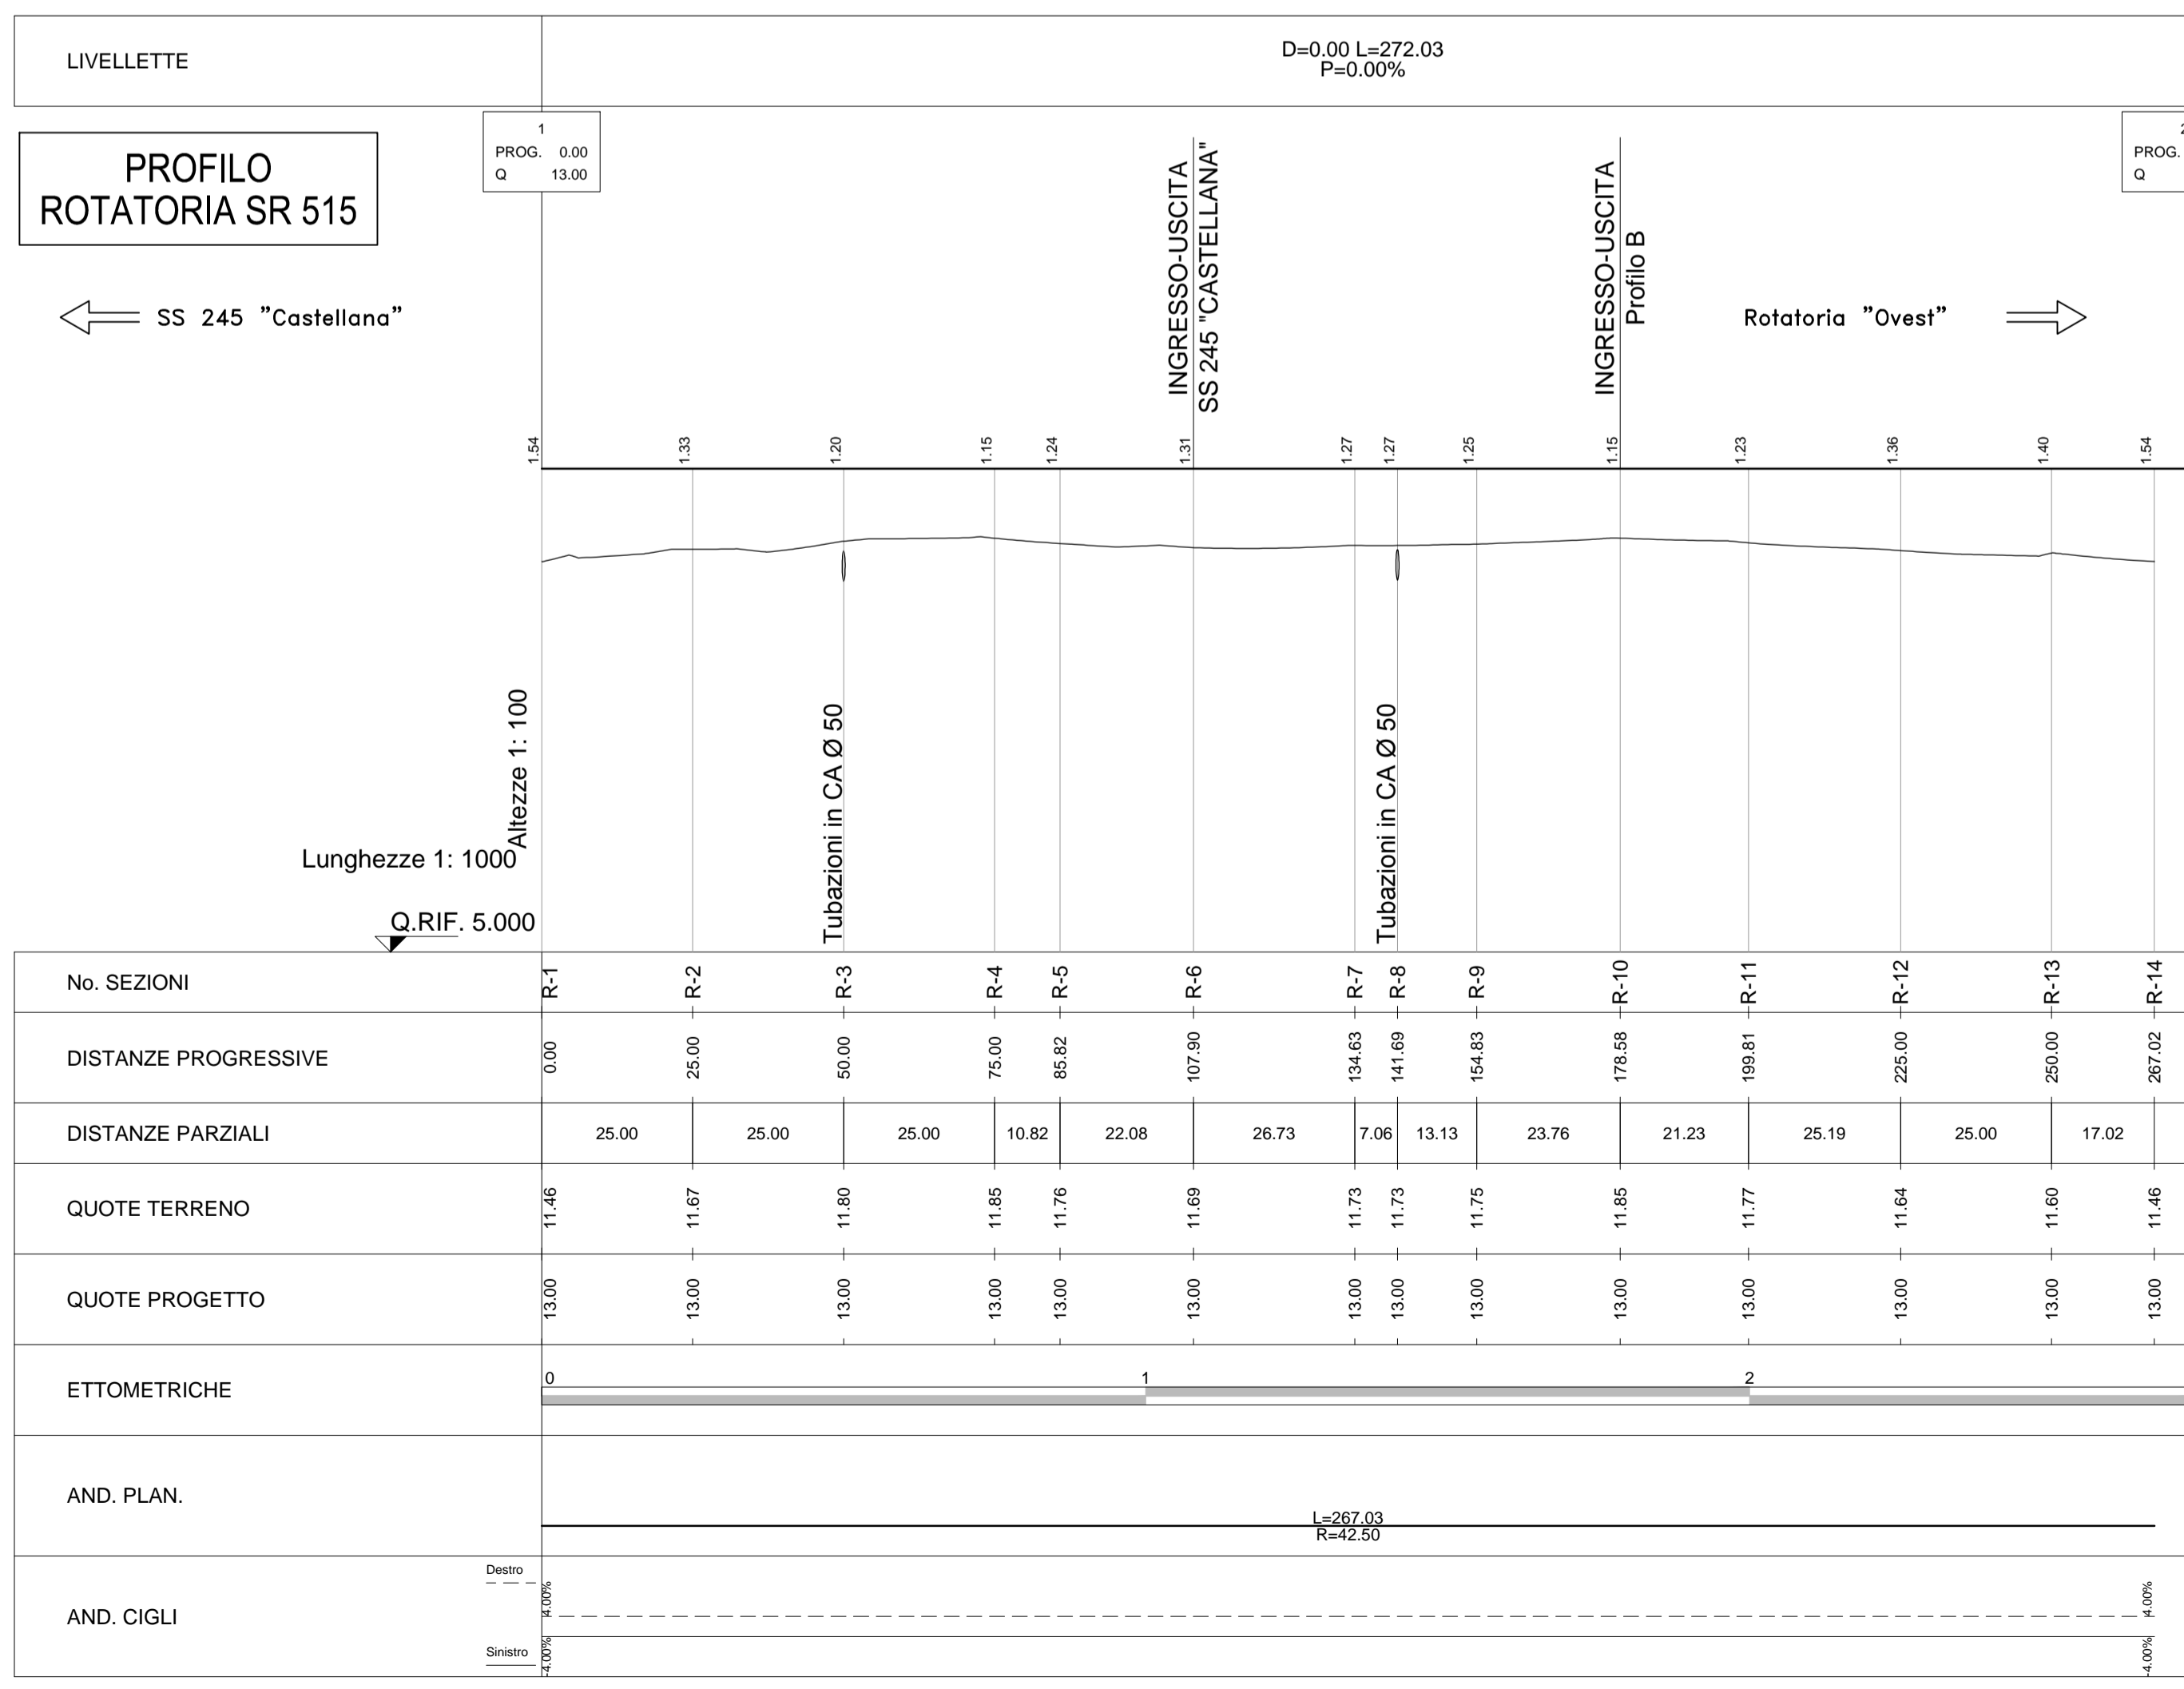 LIVELLETTE
D=0.00 L=272.03
P=0.00%
PROFILO
ROTATORIA SR 515
1
PROG. 0.00
Q 13.00
PROG.
Q
INGRESSO-USCITA
SS 245 "CASTELLANA"
INGRESSO-USCITA
Profilo B
SS 245 "Castellana"
Rotatoria "Ovest"
1.54 1.33 1.20 1.15 1.24 1.31 1.27 1.27 1.25 1.15 1.23 1.36 1.40 1.54
Altezze 1: 100
Lunghezze 1: 1000
Tubazioni in CA Ø 50
Tubazioni in CA Ø 50
Q.RIF. 5.000
No. SEZIONI R-1 R-2 R-3 R-4 R-5 R-6 R-7 R-8 R-9 R-10 R-11 R-12 R-13 R-14
DISTANZE PROGRESSIVE 0.00 25.00 50.00 75.00 85.82 107.90 134.63 141.69 154.83 178.58 199.81 225.00 250.00 267.02
DISTANZE PARZIALI 25.00 25.00 25.00 10.82 22.08 26.73 7.06 13.13 23.76 21.23 25.19 25.00 17.02
QUOTE TERRENO 11.46 11.67 11.80 11.85 11.76 11.69 11.73 11.73 11.75 11.85 11.77 11.64 11.60 11.46
QUOTE PROGETTO 13.00 13.00 13.00 13.00 13.00 13.00 13.00 13.00 13.00 13.00 13.00 13.00 13.00 13.00
ETTOMETRICHE 0 1 2
AND. PLAN.
L=267.03
R=42.50
AND. CIGLI
Destro
4.00% 4.00%
Sinistro
-4.00% -4.00%